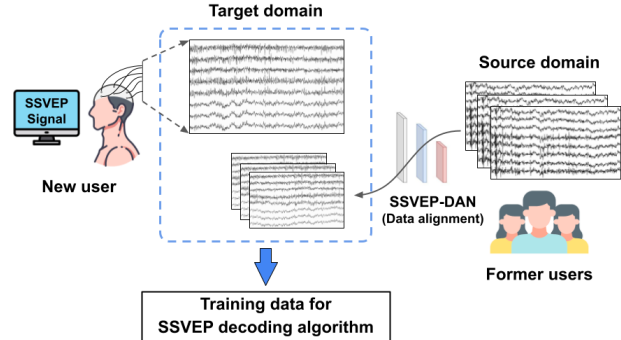 Target domain
Source domain
SSVEP
Signal
New user
SSVEP-DAN
(Data alignment)
Former users
Training data for
SSVEP decoding algorithm